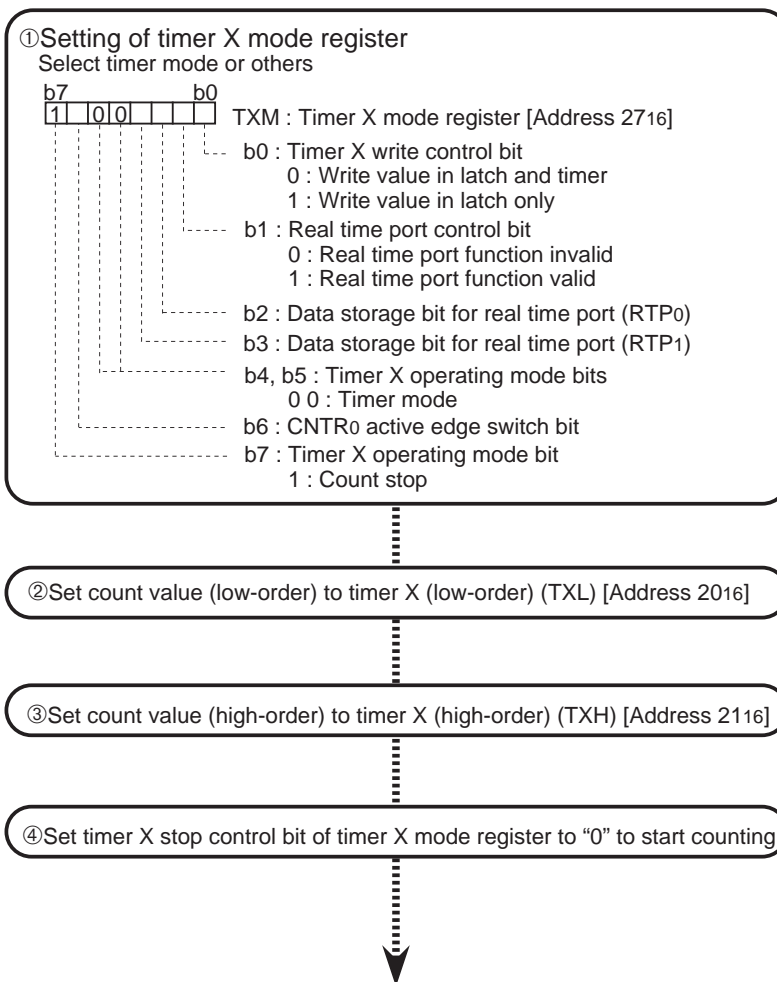 ①Setting of timer X mode register
Select timer mode or others
b7 b0
1 0 0 TXM : Timer X mode register [Address 2716]
b0 : Timer X write control bit
0 : Write value in latch and timer
1 : Write value in latch only
b1 : Real time port control bit
0 : Real time port function invalid
1 : Real time port function valid
b2 : Data storage bit for real time port (RTP0)
b3 : Data storage bit for real time port (RTP1)
b4, b5 : Timer X operating mode bits
0 0 : Timer mode
b6 : CNTR0 active edge switch bit
b7 : Timer X operating mode bit
1 : Count stop
②Set count value (low-order) to timer X (low-order) (TXL) [Address 2016]
③Set count value (high-order) to timer X (high-order) (TXH) [Address 2116]
④Set timer X stop control bit of timer X mode register to “0” to start counting